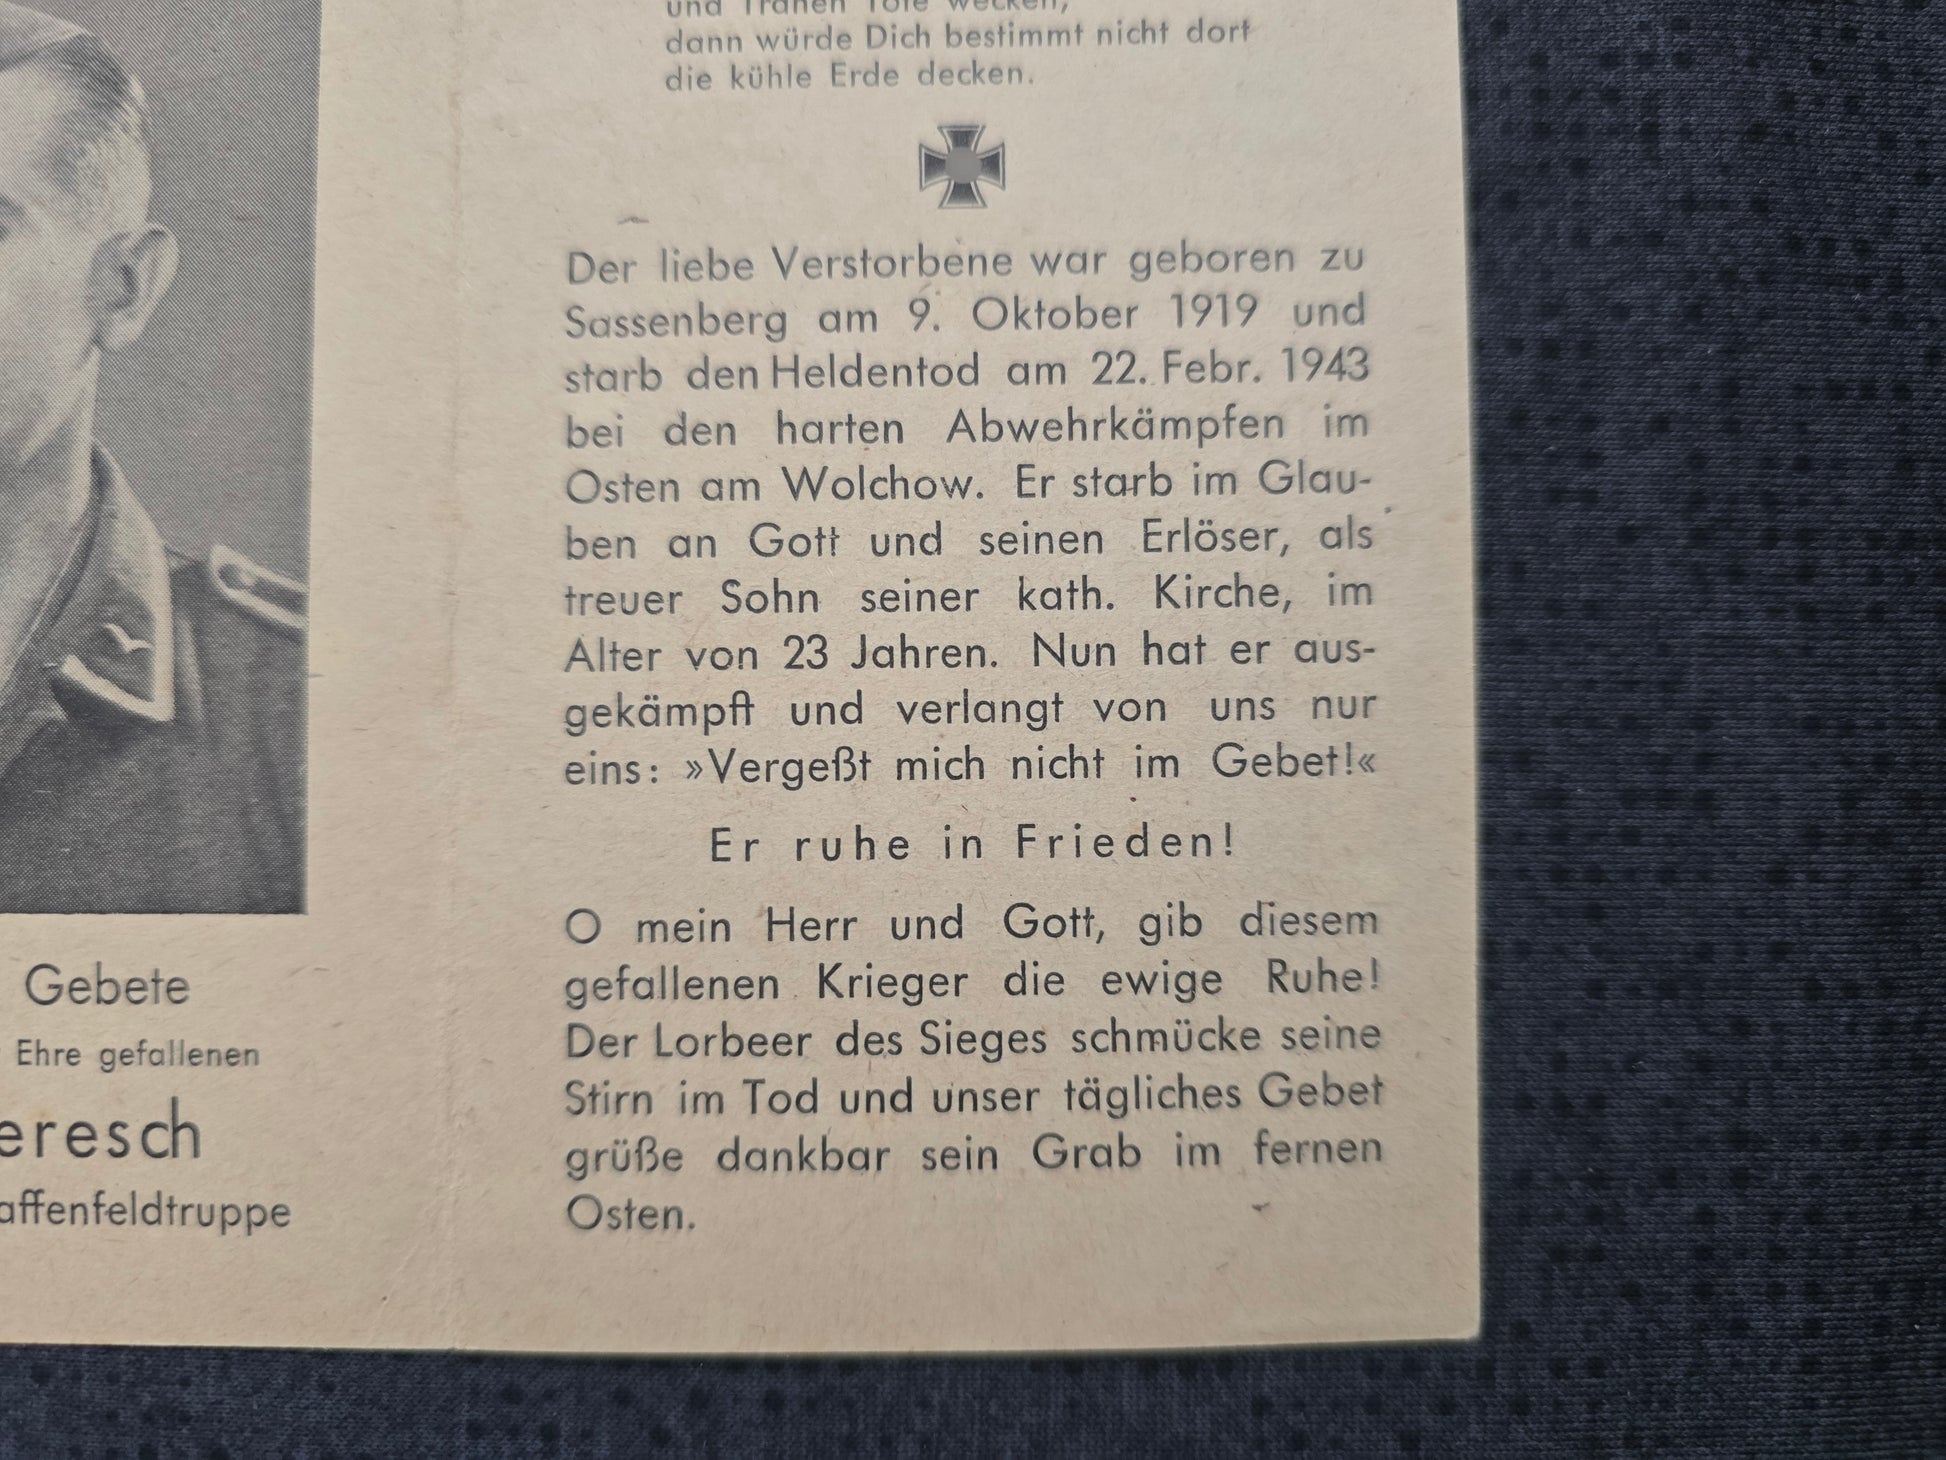 und Tränen Tote wecken,
dann würde Dich bestimmt nicht dort
die kühle Erde decken.
Der liebe Verstorbene war geboren zu
Sassenberg am 9. Oktober 1919 und
starb den Heldentod am 22. Febr. 1943
bei den harten Abwehrkämpfen im
Osten am Wolchow. Er starb im Glau-
ben an Gott und seinen Erlöser, als
treuer Sohn seiner kath. Kirche, im
Alter von 23 Jahren. Nun hat er aus-
gekämpft und verlangt von uns nur
eins: »Vergeßt mich nicht im Gebet!«
Er ruhe in Frieden!
O mein Herr und Gott, gib diesem
gefallenen Krieger die ewige Ruhe!
Der Lorbeer des Sieges schmücke seine
Stirn im Tod und unser tägliches Gebet
grüße dankbar sein Grab im fernen
Osten.
Gebete
Ehre gefallenen
eresch
affenfeldtruppe